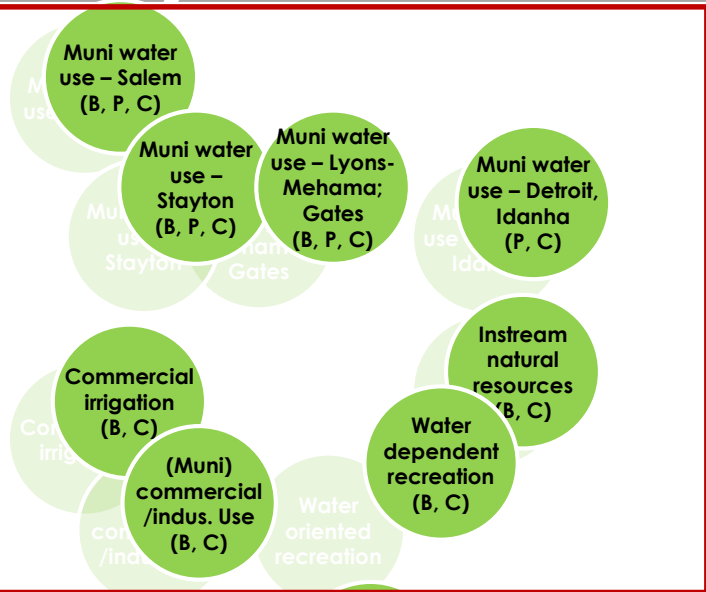 Muni water
use – Salem
(B, P, C)
Muni water
use –
Stayton
(B, P, C)
Muni water
use – Lyons-
Mehama;
Gates
(B, P, C)
Muni water
use – Detroit,
Idanha
(P, C)
Stayton
Gates
Instream
natural
resources
(B, C)
Commercial
irrigation
(B, C)
Water
dependent
recreation
(B, C)
(Muni)
commercial
/indus. Use
(B, C)
Water
oriented
recreation